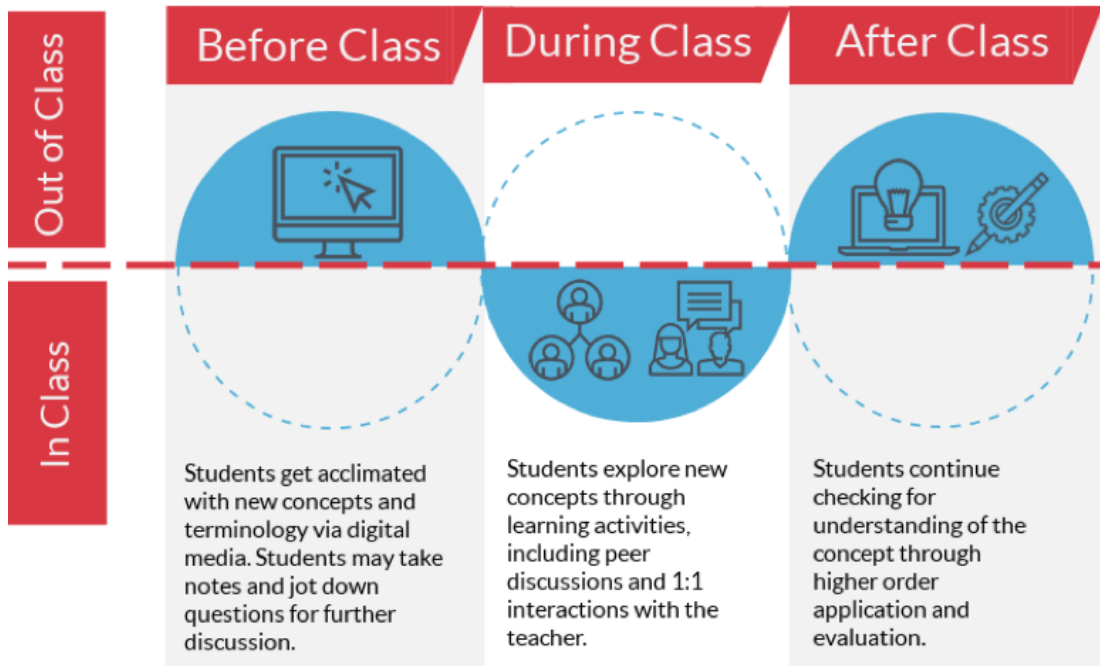 Before Class
During Class
After Class
Out of Class
In Class
Students get acclimated
with new concepts and
terminology via digital
media. Students may take
notes and jot down
questions for further
discussion.
Students explore new
concepts through
learning activities,
including peer
discussions and 1:1
interactions with the
teacher.
Students continue
checking for
understanding of the
concept through
higher order
application and
evaluation.